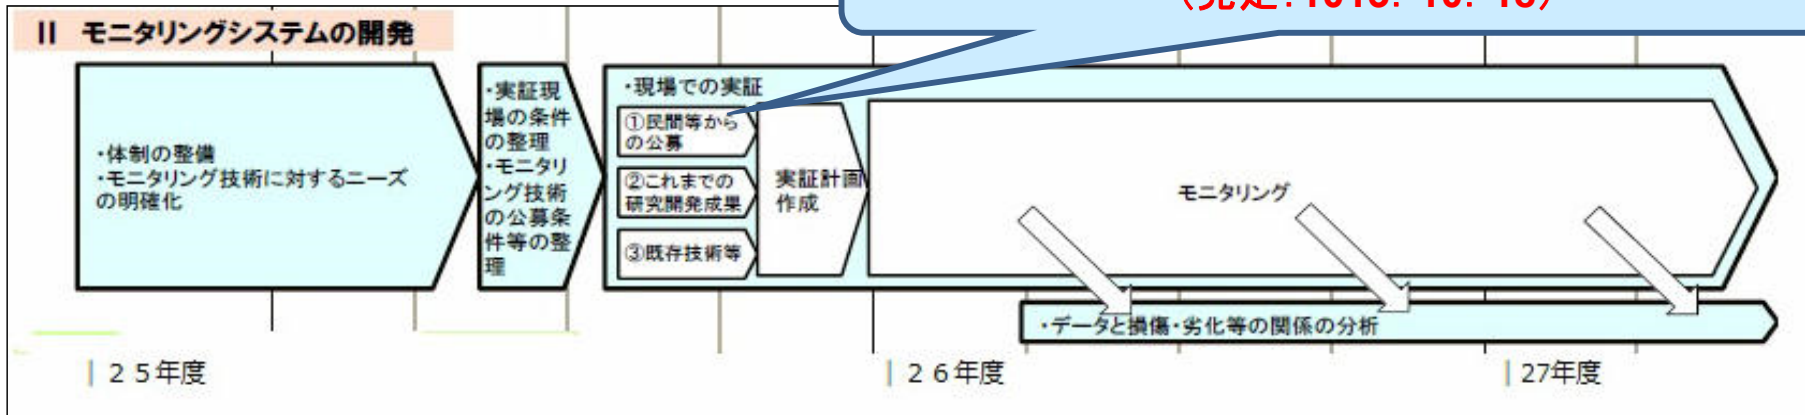 II モニタリングシステムの開発
・体制の整備
・モニタリング技術に対するニーズ
の明確化
・実証現
場の条件
の整理
・モニタリ
ング技術
の公募条
件等の整
理
・現場での実証
①民間等から
の公募
②これまでの
研究開発成果
③既存技術等
実証計画
作成
モニタリング
・データと損傷・劣化等の関係の分析
25年度
26年度
27年度